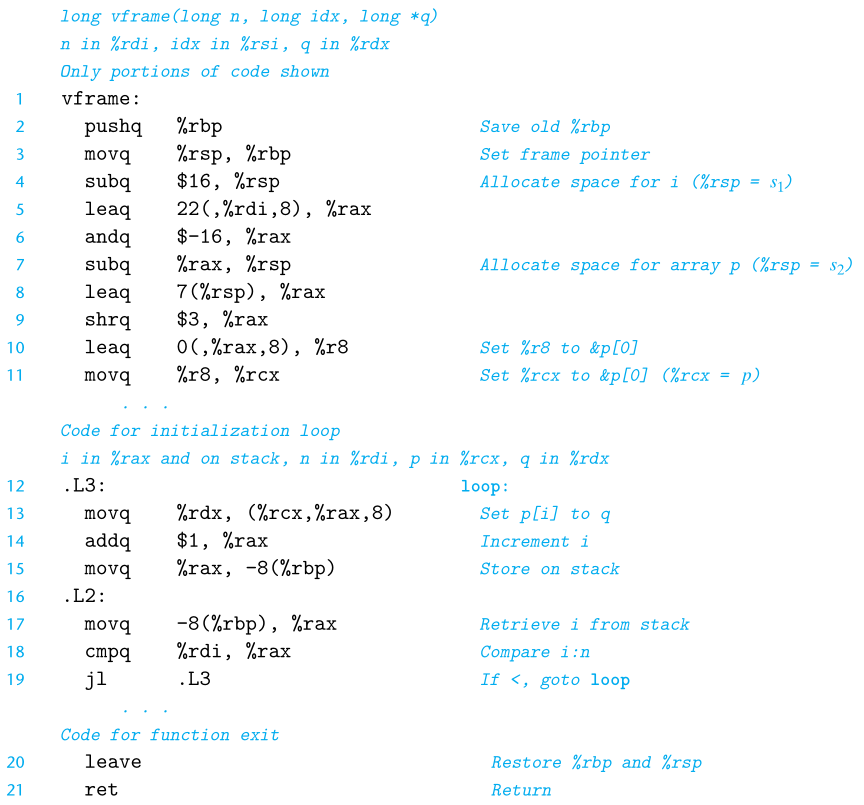 long vframe(long n, long idx, long *q)
n in %rdi, idx in %rsi, q in %rdx
Only portions of code shown
1 vframe:
2 pushq %rbp Save old %rbp
3 movq %rsp, %rbp Set frame pointer
4 subq $16, %rsp Allocate space for i (%rsp = s₁)
5 leaq 22(,%rdi,8), %rax
6 andq $-16, %rax
7 subq %rax, %rsp Allocate space for array p (%rsp = s₂)
8 leaq 7(%rsp), %rax
9 shrq $3, %rax
10 leaq 0(,%rax,8), %r8 Set %r8 to &p[0]
11 movq %r8, %rcx Set %rcx to &p[0] (%rcx = p)
. . .
Code for initialization loop
i in %rax and on stack, n in %rdi, p in %rcx, q in %rdx
12 .L3: loop:
13 movq %rdx, (%rcx,%rax,8) Set p[i] to q
14 addq $1, %rax Increment i
15 movq %rax, -8(%rbp) Store on stack
16 .L2:
17 movq -8(%rbp), %rax Retrieve i from stack
18 cmpq %rdi, %rax Compare i:n
19 jl .L3 If <, goto loop
. . .
Code for function exit
20 leave Restore %rbp and %rsp
21 ret Return